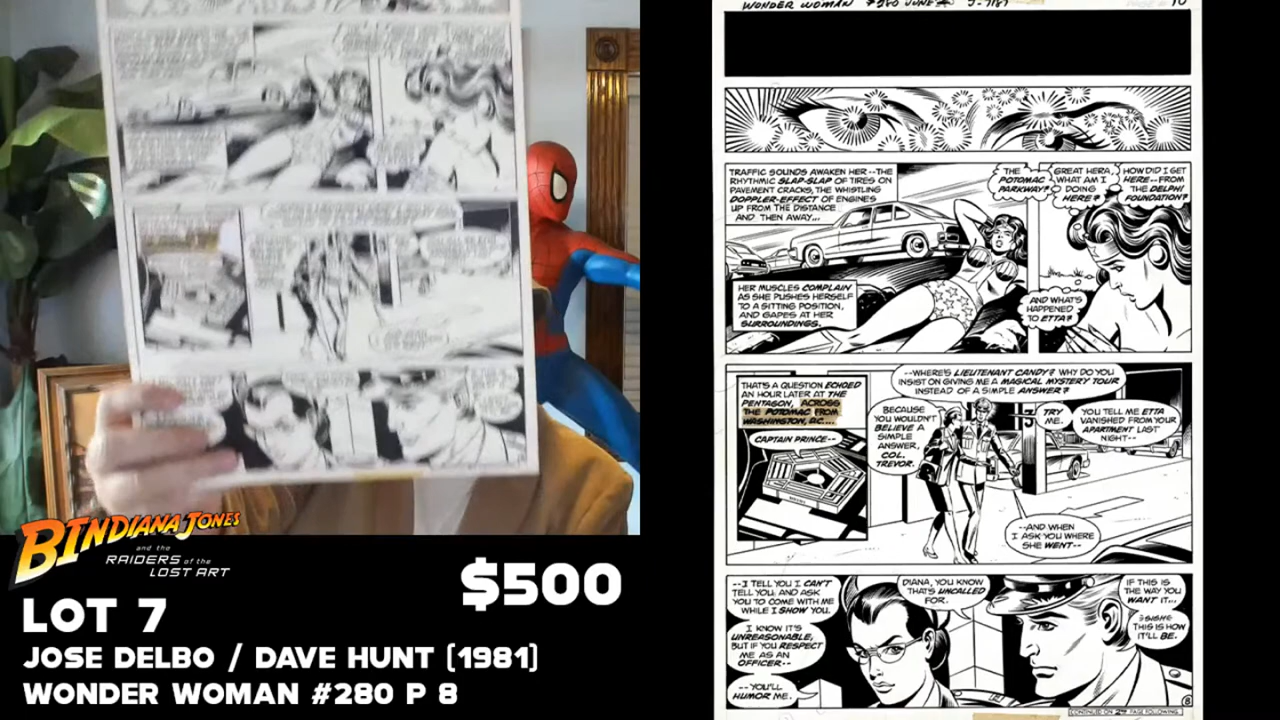 WONDER WOMAN #280 JUNE
10
TRAFFIC SOUNDS AWAKEN HER--THE
RHYTHMIC SLAP-SLAP OF TIRES ON
PAVEMENT CRACKS, THE WHISTLING
DOPPLER-EFFECT OF ENGINES
UP FROM THE DISTANCE
AND THEN AWAY...
THE
POTOMAC
PARKWAY?
GREAT HERA,
WHAT AM I
DOING
HERE?
HOW DID I GET
HERE--FROM
THE DELPHI
FOUNDATION?
HER MUSCLES COMPLAIN
AS SHE PUSHES HERSELF
TO A SITTING POSITION,
AND GAPES AT HER
SURROUNDINGS.
AND WHAT'S
HAPPENED
TO ETTA?
THAT'S A QUESTION ECHOED
AN HOUR LATER AT THE
PENTAGON, ACROSS
THE POTOMAC FROM
WASHINGTON, D.C....
CAPTAIN PRINCE--
--WHERE'S LIEUTENANT CANDY? WHY DO YOU
INSIST ON GIVING ME A MAGICAL MYSTERY TOUR
INSTEAD OF A SIMPLE ANSWER?
BECAUSE
YOU WOULDN'T
BELIEVE A
SIMPLE
ANSWER,
COL.
TREVOR.
TRY
ME.
YOU TELL ME ETTA
VANISHED FROM YOUR
APARTMENT LAST
NIGHT--
--AND WHEN
I ASK YOU WHERE
SHE WENT--
--I TELL YOU I CAN'T
TELL YOU, AND ASK
YOU TO COME WITH ME
WHILE I SHOW YOU.
I KNOW IT'S
UNREASONABLE,
BUT IF YOU RESPECT
ME AS AN
OFFICER--
--YOU'LL
HUMOR ME.
DIANA, YOU KNOW
THAT'S UNCALLED
FOR.
IF THIS IS
THE WAY YOU
WANT IT...
SIGH
THIS IS HOW
IT'LL BE.
8
CONTINUED ON 2ND PAGE FOLLOWING
BINDIANA JONES
and the
RAIDERS of the
LOST ART
$500
LOT 7
JOSE DELBO / DAVE HUNT (1981)
WONDER WOMAN #280 P 8